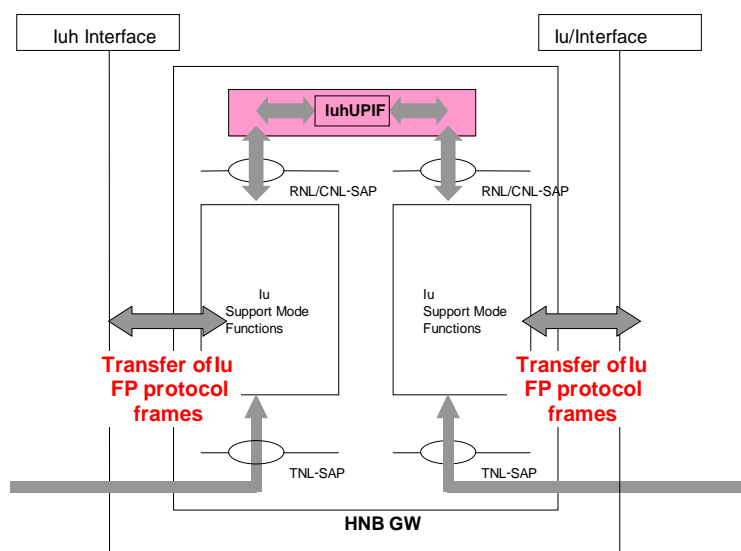 Iuh Interface
Iu/Interface
IuhUPIF
RNL/CNL-SAP
RNL/CNL-SAP
Iu
Support Mode
Functions
Iu
Support Mode
Functions
Transfer of Iu
FP protocol
frames
Transfer of Iu
FP protocol
frames
TNL-SAP
TNL-SAP
HNB GW